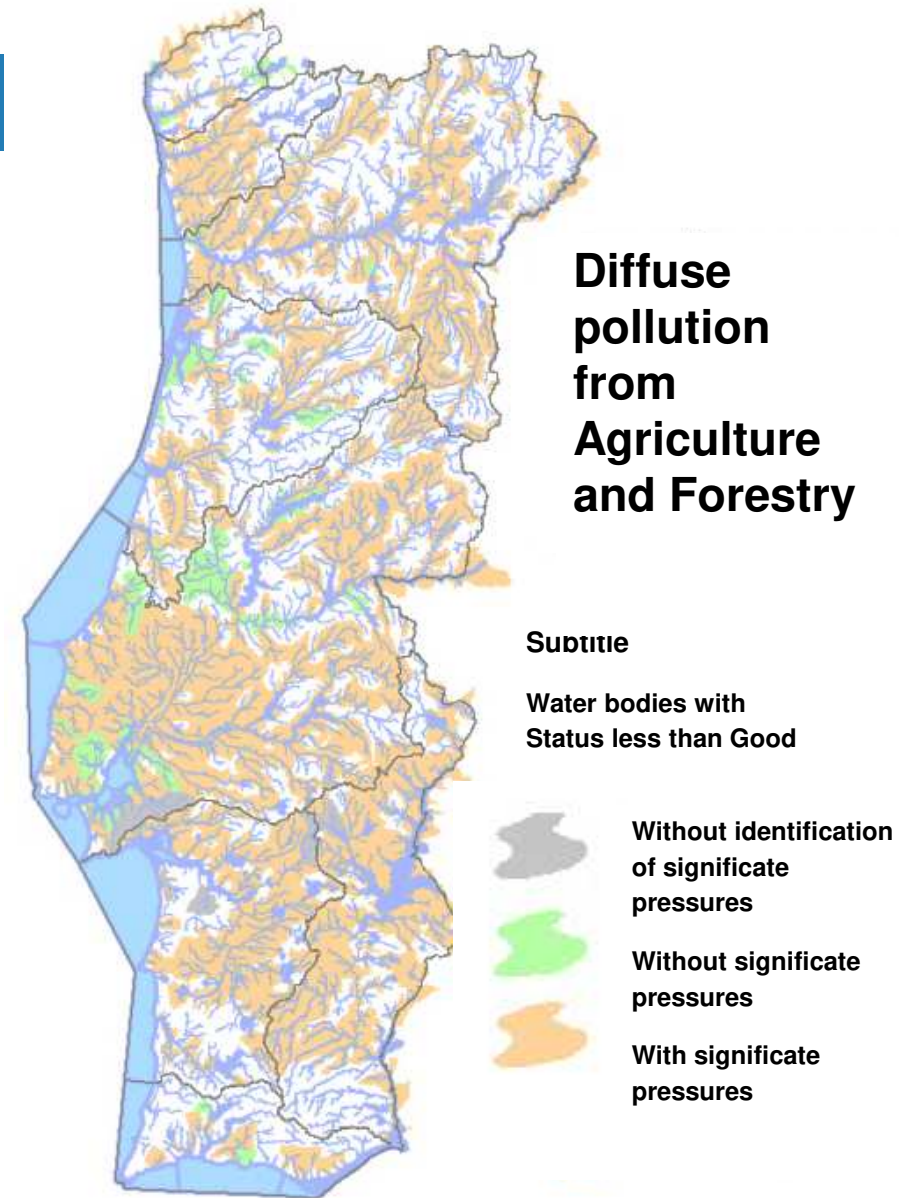 Diffuse
pollution
from
Agriculture
and Forestry
Subtitle
Water bodies with
Status less than Good
Without identification
of significate
pressures
Without significate
pressures
With significate
pressures